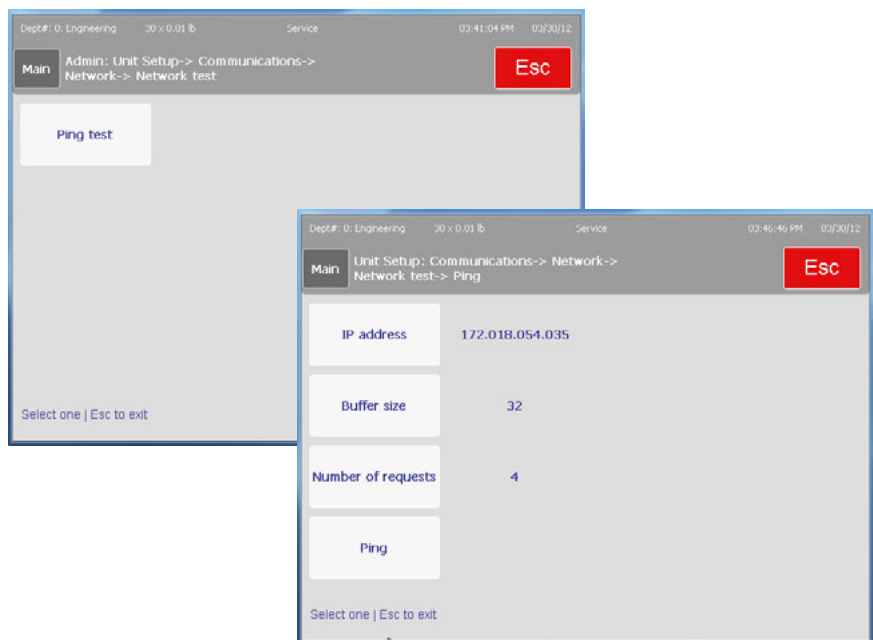 Dept#: 0: Engineering 30 x 0.01 lb Service 03:41:04 PM 03/30/12
Main
Admin: Unit Setup-> Communications->
Network-> Network test
Esc
Ping test
Select one | Esc to exit
Dept#: 0: Engineering 30 x 0.01 lb Service 03:46:46 PM 03/30/12
Main
Unit Setup: Communications-> Network->
Network test-> Ping
Esc
IP address 172.018.054.035
Buffer size 32
Number of requests 4
Ping
Select one | Esc to exit